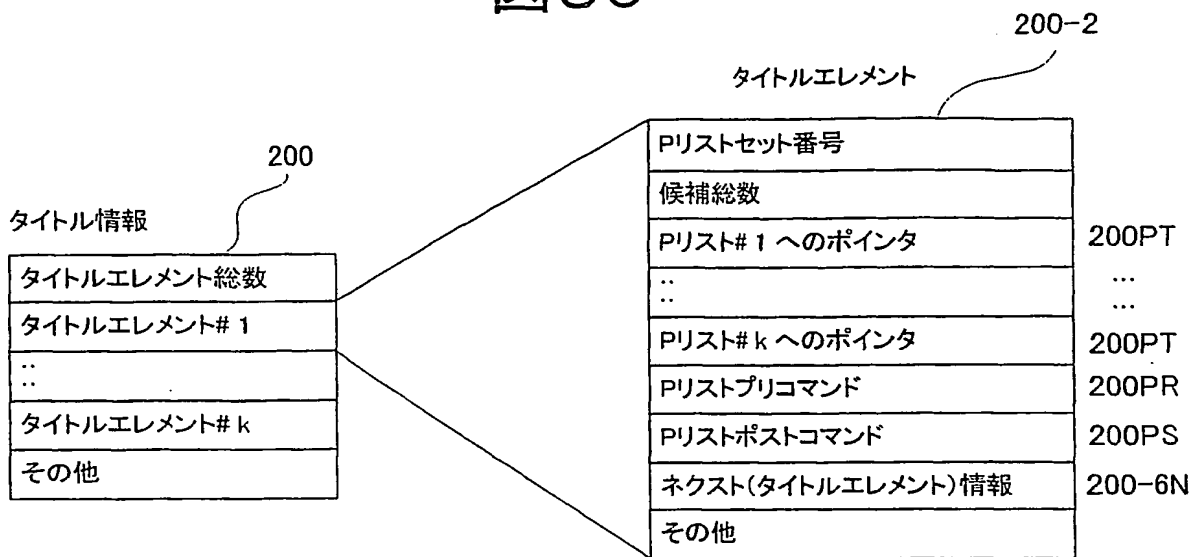 200-2
タイトルエレメント
Pリストセット番号
候補総数
Pリスト#1 へのポインタ 200PT
:: ...
:: ...
Pリスト#k へのポインタ 200PT
Pリストプリコマンド 200PR
Pリストポストコマンド 200PS
ネクスト(タイトルエレメント)情報 200-6N
その他
200
タイトル情報
タイトルエレメント総数
タイトルエレメント#1
::
::
タイトルエレメント#k
その他